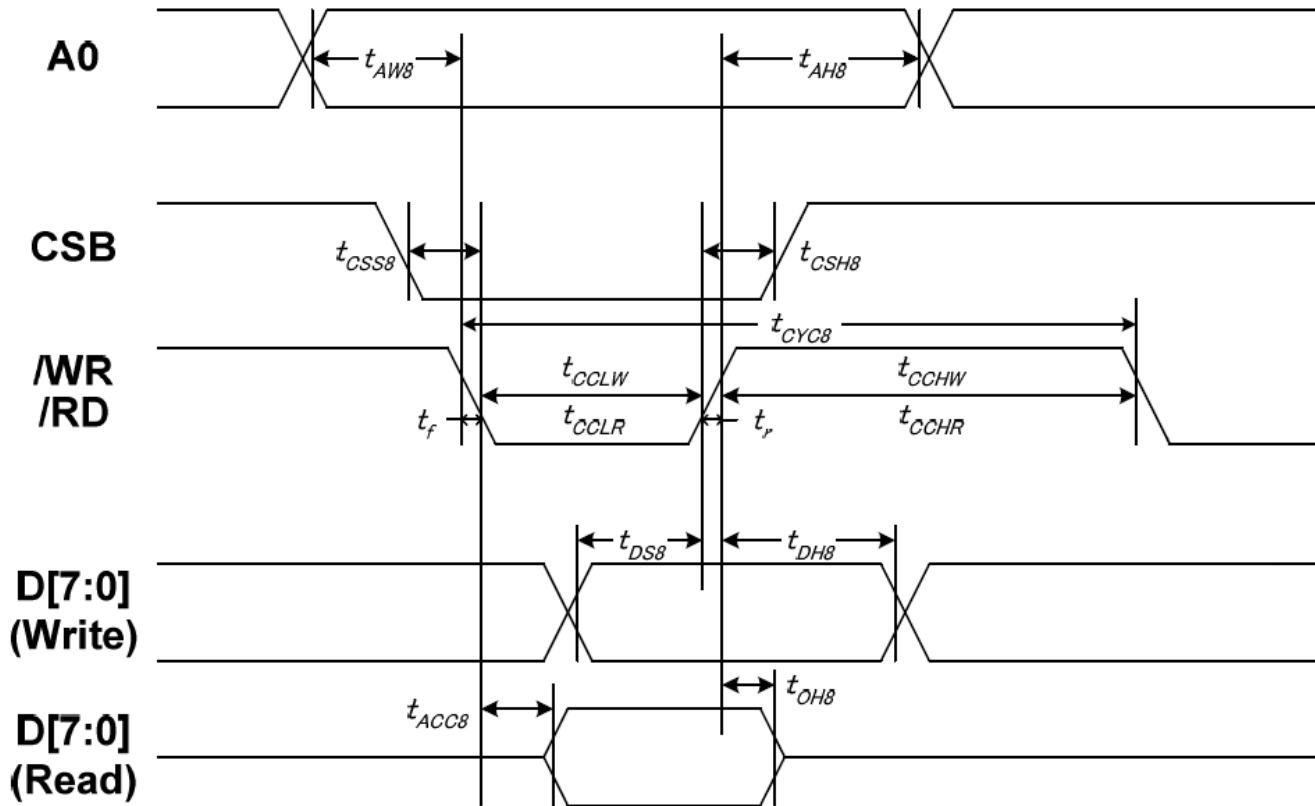 A0
tAW8
tAH8
CSB
tCSS8
tCSH8
tCYC8
/WR
/RD
tCCLW
tCCHW
tf
tCCLR
tr
tCCHR
tDS8
tDH8
D[7:0]
(Write)
tOH8
tACC8
D[7:0]
(Read)